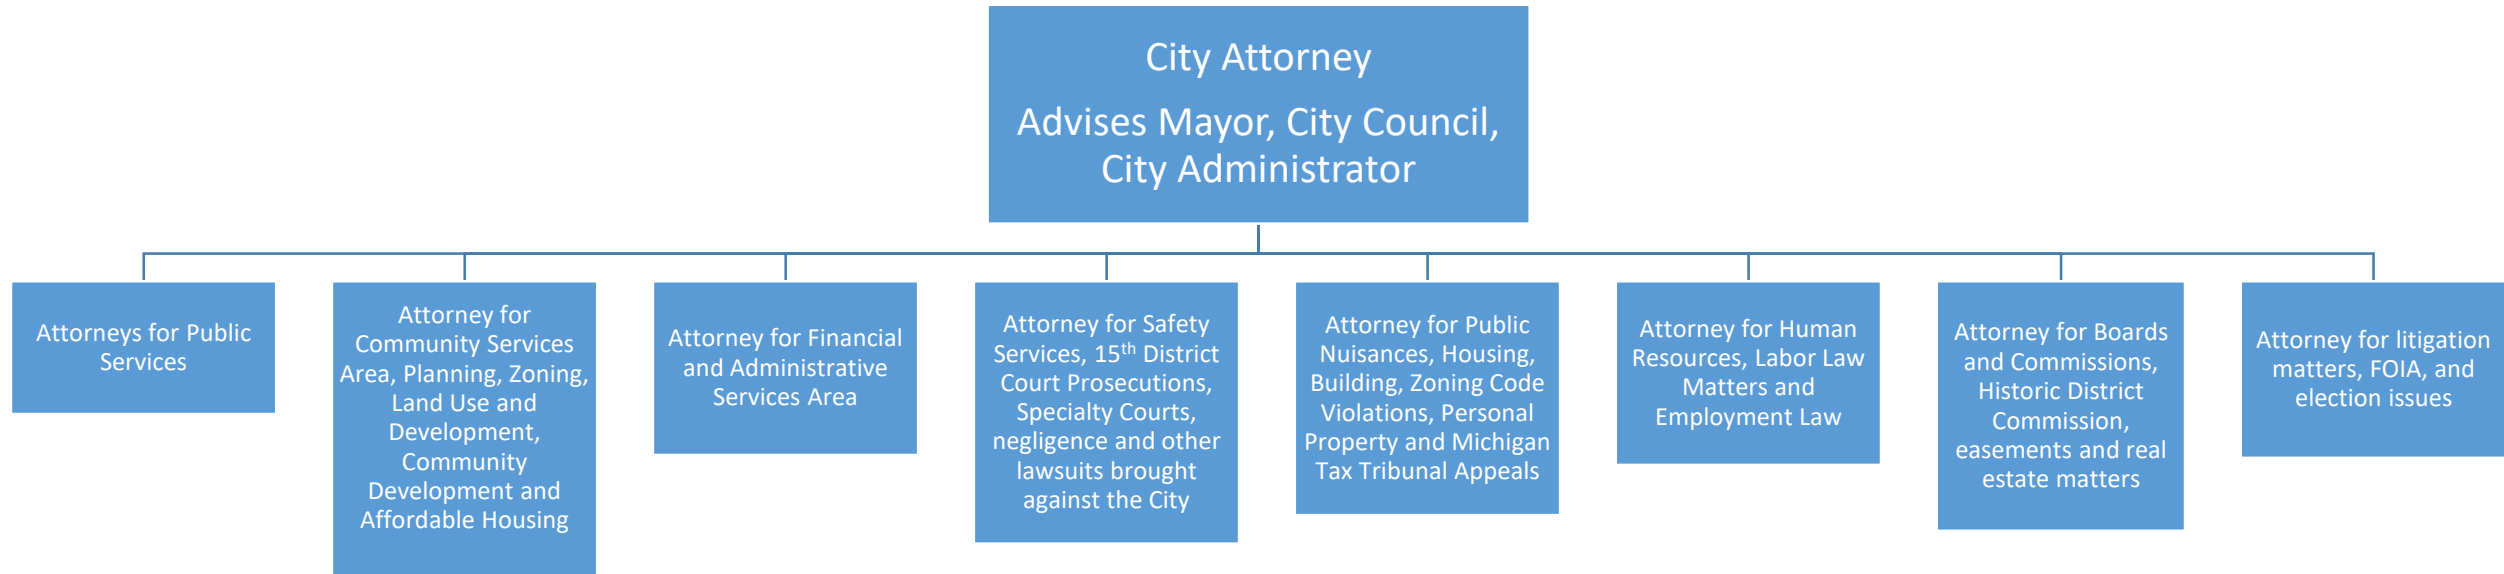 City Attorney
Advises Mayor, City Council,
City Administrator
Attorneys for Public
Services
Attorney for
Community Services
Area, Planning, Zoning,
Land Use and
Development,
Community
Development and
Affordable Housing
Attorney for Financial
and Administrative
Services Area
Attorney for Safety
Services, 15th District
Court Prosecutions,
Specialty Courts,
negligence and other
lawsuits brought
against the City
Attorney for Public
Nuisances, Housing,
Building, Zoning Code
Violations, Personal
Property and Michigan
Tax Tribunal Appeals
Attorney for Human
Resources, Labor Law
Matters and
Employment Law
Attorney for Boards
and Commissions,
Historic District
Commission,
easements and real
estate matters
Attorney for litigation
matters, FOIA, and
election issues